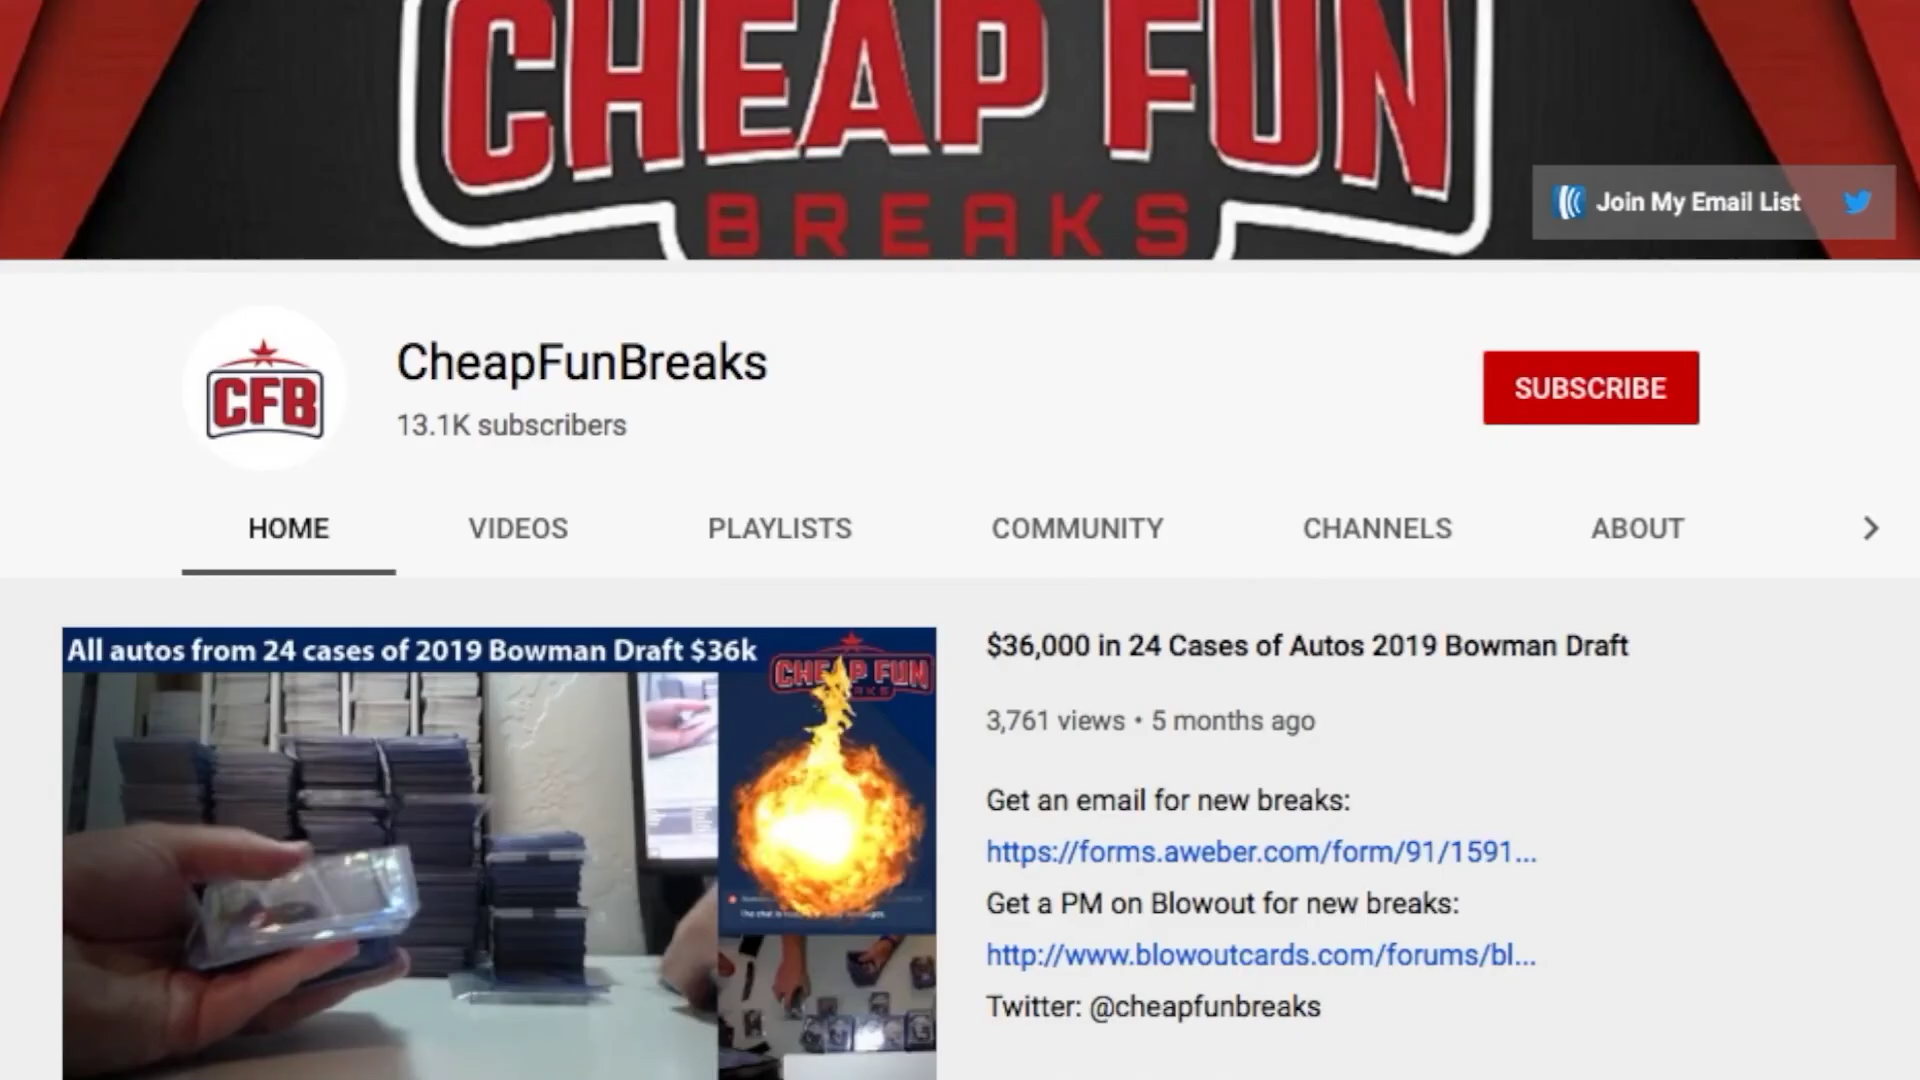 CHEAP FUN
BREAKS
Join My Email List
CFB
CheapFunBreaks
13.1K subscribers
SUBSCRIBE
HOME
VIDEOS
PLAYLISTS
COMMUNITY
CHANNELS
ABOUT
All autos from 24 cases of 2019 Bowman Draft $36k
CHEAP FUN
$36,000 in 24 Cases of Autos 2019 Bowman Draft
3,761 views • 5 months ago
Get an email for new breaks:
https://forms.aweber.com/form/91/1591...
Get a PM on Blowout for new breaks:
http://www.blowoutcards.com/forums/bl...
Twitter: @cheapfunbreaks